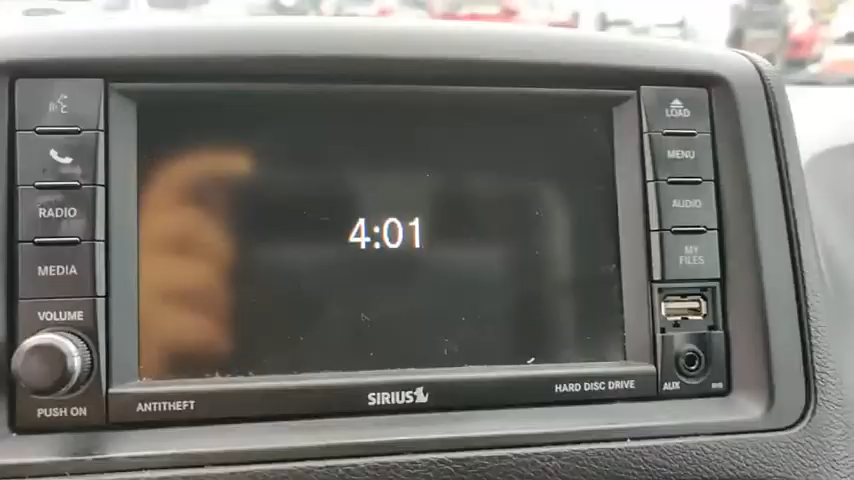 LOAD
MENU
RADIO
AUDIO
4:01
MY
FILES
MEDIA
VOLUME
PUSH ON
ANTITHEFT
SIRIUS
HARD DISC DRIVE
AUX